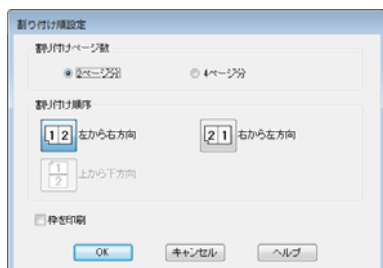 割り付け順設定
割り付けページ数
2ページ分 4ページ分
割り付け順序
1 2 左から右方向 2 1 右から左方向
1 2 上から下方向
枠を印刷
OK キャンセル ヘルプ